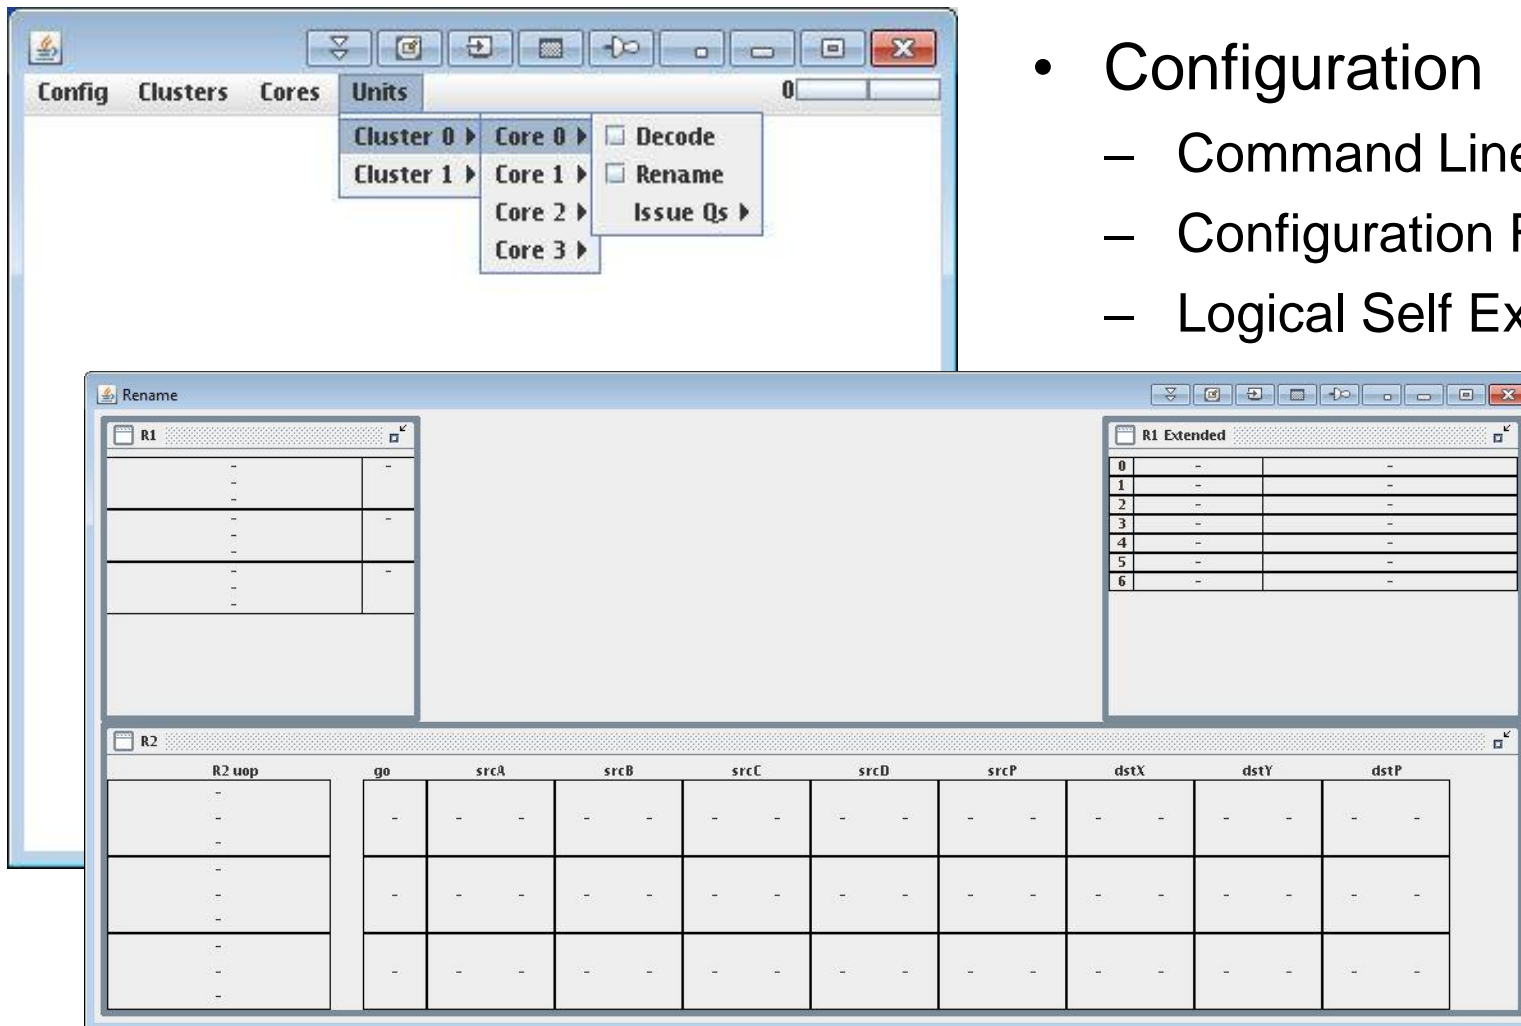 Config Clusters Cores Units 0
Cluster 0 Core 0 Decode
Cluster 1 Core 1 Rename
Core 2 Issue Qs
Core 3
• Configuration
– Command Line
– Configuration
– Logical Self
Rename
R1
-
-
-
-
-
-
-
-
-
-
-
-
R1 Extended
0 - -
1 - -
2 - -
3 - -
4 - -
5 - -
6 - -
R2
R2 uop go srcA srcB srcC srcD srcP dstX dstY dstP
-
- - - - - - - - - - - - - - - - - -
-
-
- - - - - - - - - - - - - - - - - -
-
-
- - - - - - - - - - - - - - - - - -
-